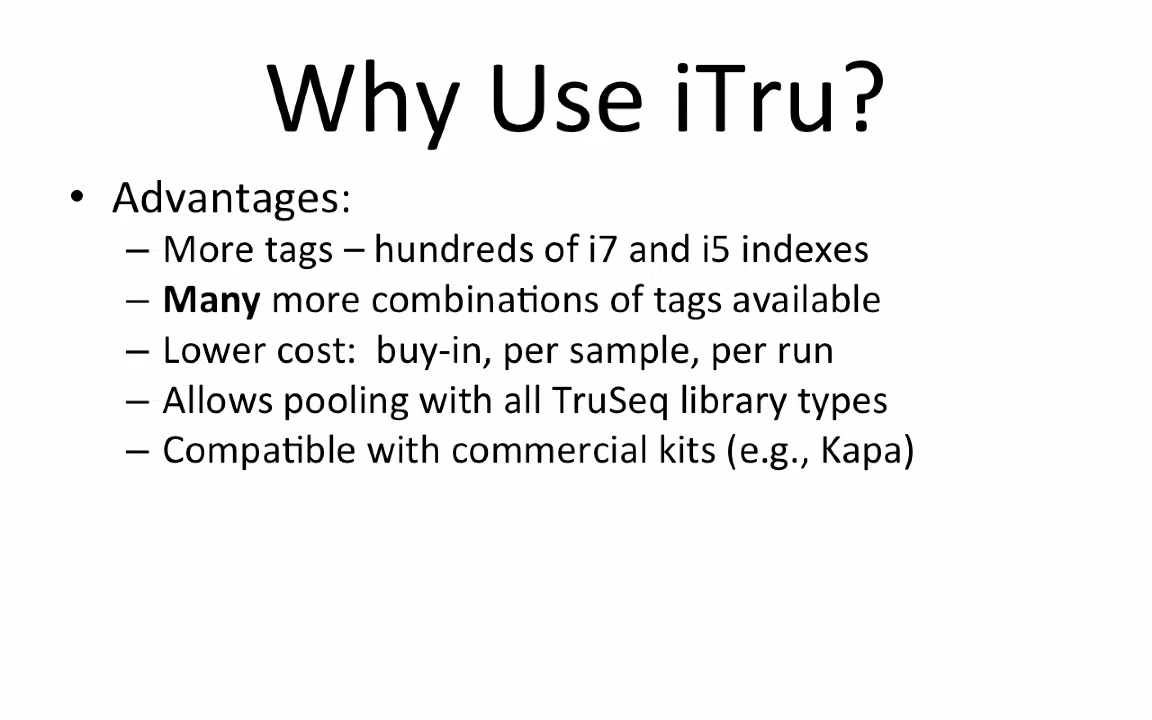 Why Use iTru?
• Advantages:
– More tags – hundreds of i7 and i5 indexes
– Many more combinations of tags available
– Lower cost:  buy-in, per sample, per run
– Allows pooling with all TruSeq library types
– Compatible with commercial kits (e.g., Kapa)